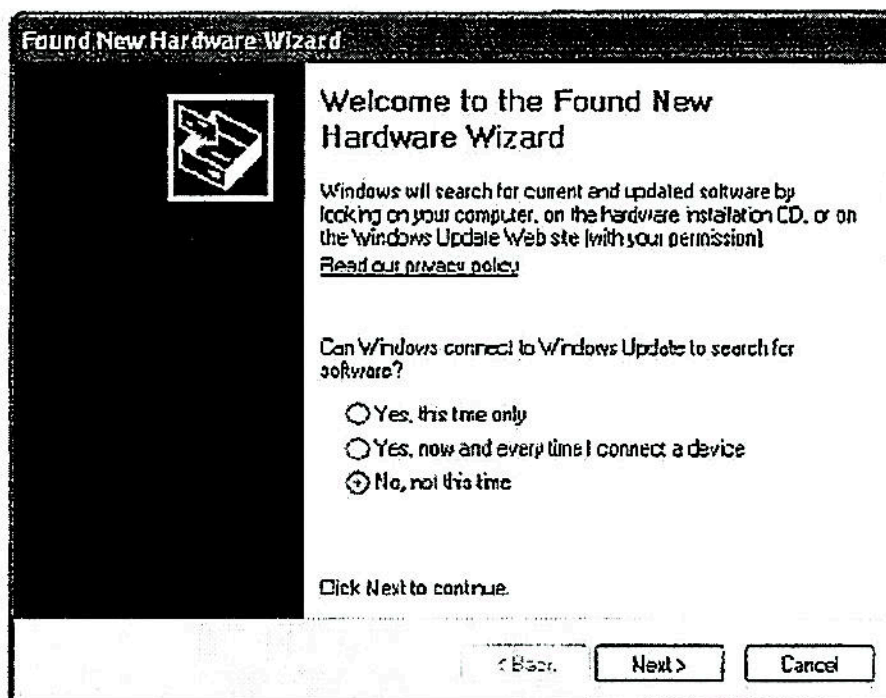 Found New Hardware Wizard
Welcome to the Found New
Hardware Wizard
Windows will search for current and updated software by
looking on your computer, on the hardware installation CD, or on
the Windows Update Web site (with your permission).
Read our privacy policy
Can Windows connect to Windows Update to search for
software?
Yes, this time only
Yes, now and every time I connect a device
No, not this time
Click Next to continue.
< Back
Next >
Cancel